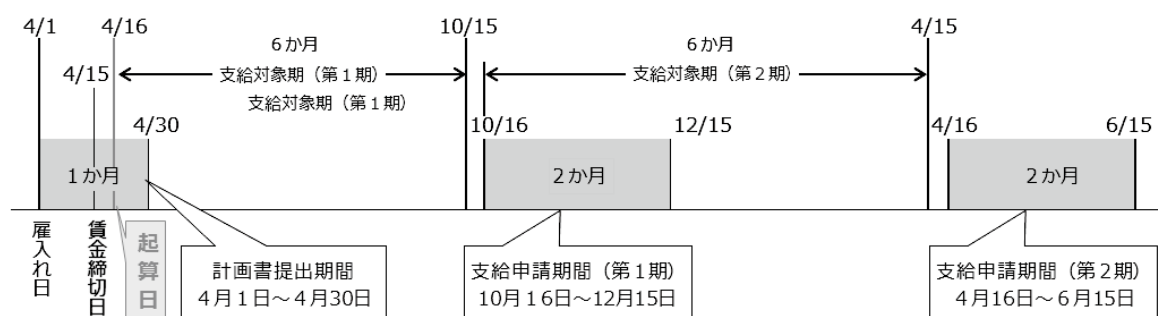 4/1
4/16
10/15
4/15
6か月
6か月
4/15
支給対象期（第１期）
支給対象期（第２期）
支給対象期（第１期）
4/30
10/16
12/15
4/16
6/15
１か月
２か月
２か月
雇入れ日
賃金締切日
起算日
計画書提出期間
４月１日～４月30日
支給申請期間（第１期）
10月16日～12月15日
支給申請期間（第２期）
４月16日～６月15日